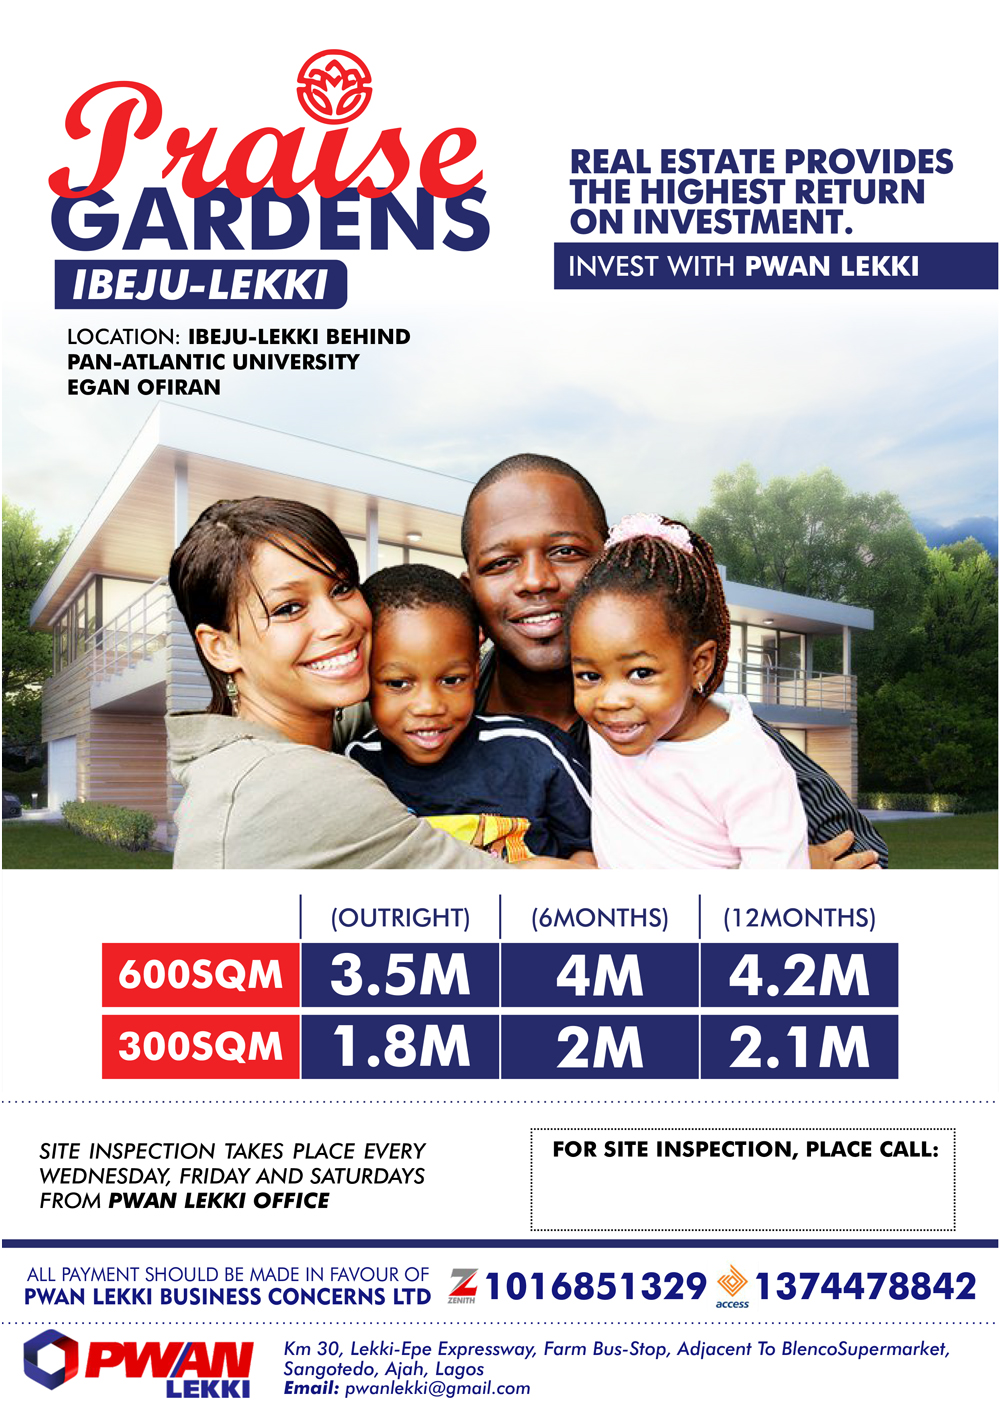 Praise
GARDENS
IBEJU-LEKKI
LOCATION: IBEJU-LEKKI BEHIND
PAN-ATLANTIC UNIVERSITY
EGAN OFIRAN
REAL ESTATE PROVIDES
THE HIGHEST RETURN
ON INVESTMENT.
INVEST WITH PWAN LEKKI
(OUTRIGHT) (6MONTHS) (12MONTHS)
600SQM 3.5M 4M 4.2M
300SQM 1.8M 2M 2.1M
SITE INSPECTION TAKES PLACE EVERY
WEDNESDAY, FRIDAY AND SATURDAYS
FROM PWAN LEKKI OFFICE
FOR SITE INSPECTION, PLACE CALL:
ALL PAYMENT SHOULD BE MADE IN FAVOUR OF
PWAN LEKKI BUSINESS CONCERNS LTD
ZENITH 1016851329 access 1374478842
PWAN
LEKKI
Km 30, Lekki-Epe Expressway, Farm Bus-Stop, Adjacent To BlencoSupermarket,
Sangotedo, Ajah, Lagos
Email: pwanlekki@gmail.com